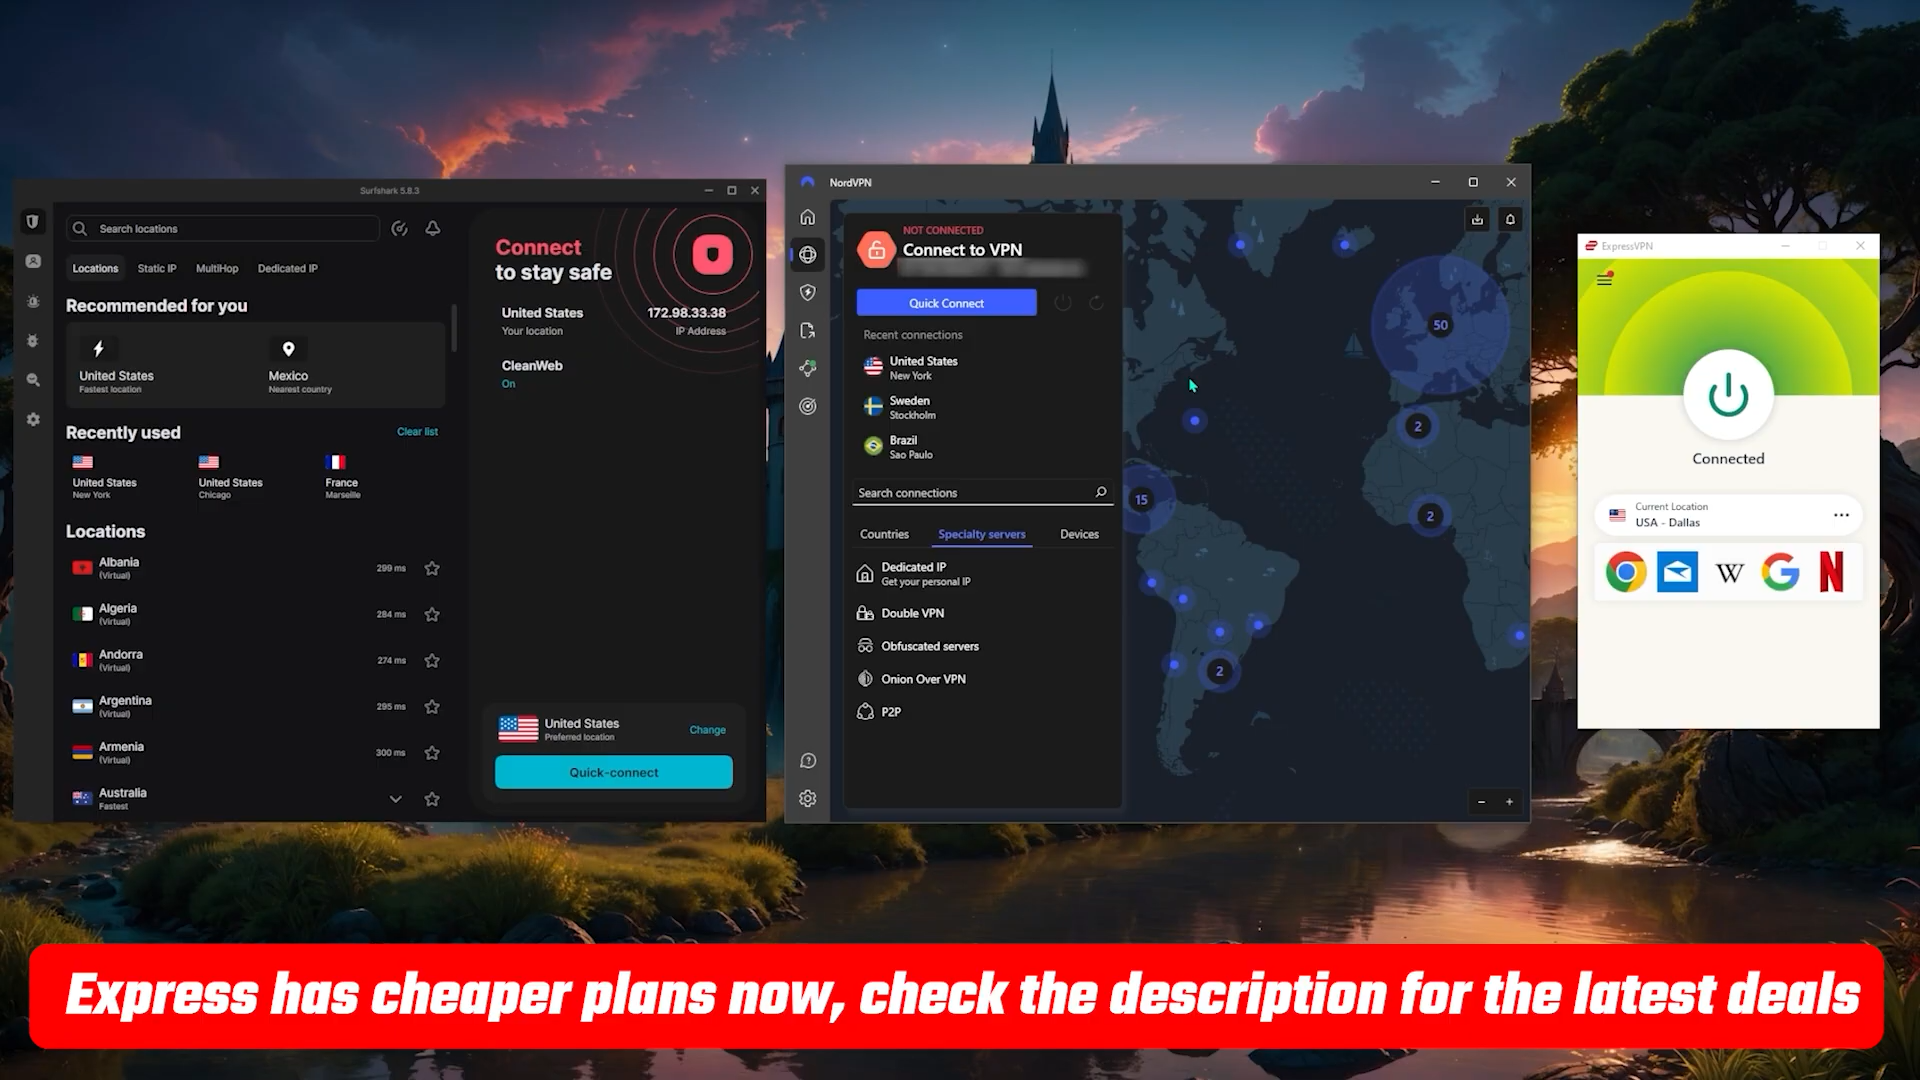 Surfshark 5.8.3
Search locations
Locations
Static IP
MultiHop
Dedicated IP
Recommended for you
United States
Fastest location
Mexico
Nearest country
Recently used
Clear list
United States
New York
United States
Chicago
France
Marseille
Locations
Albania
(Virtual)
299 ms
Algeria
(Virtual)
284 ms
Andorra
(Virtual)
274 ms
Argentina
(Virtual)
295 ms
Armenia
(Virtual)
300 ms
Australia
Fastest
Connect
to stay safe
United States
Your location
172.98.33.38
IP Address
CleanWeb
On
United States
Preferred location
Change
Quick-connect
NordVPN
NOT CONNECTED
Connect to VPN
Quick Connect
Recent connections
United States
New York
Sweden
Stockholm
Brazil
Sao Paulo
Search connections
Countries
Specialty servers
Devices
Dedicated IP
Get your personal IP
Double VPN
Obfuscated servers
Onion Over VPN
P2P
50
2
15
2
2
ExpressVPN
Connected
Current Location
USA - Dallas
W
G
N
Express has cheaper plans now, check the description for the latest deals